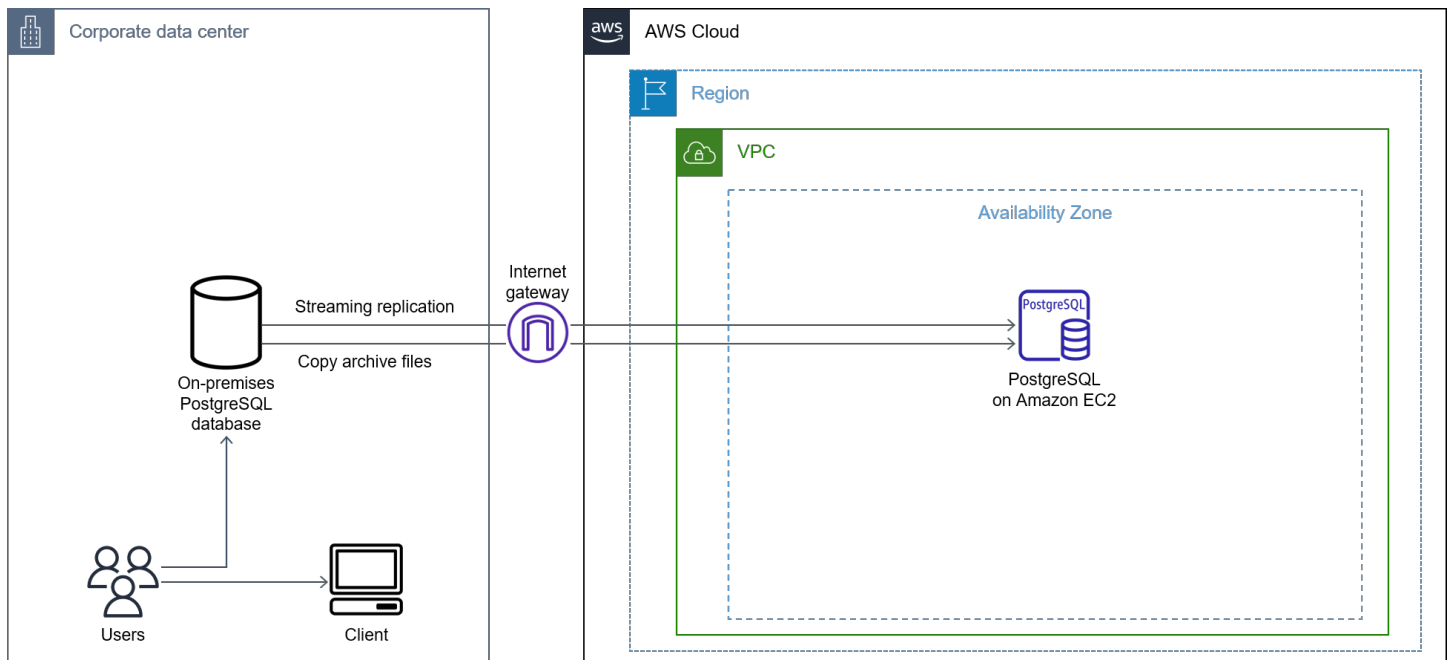 Corporate data center
aws
AWS Cloud
Region
VPC
Availability Zone
Internet
gateway
Streaming replication
Copy archive files
On-premises
PostgreSQL
database
PostgreSQL
PostgreSQL
on Amazon EC2
Users
Client